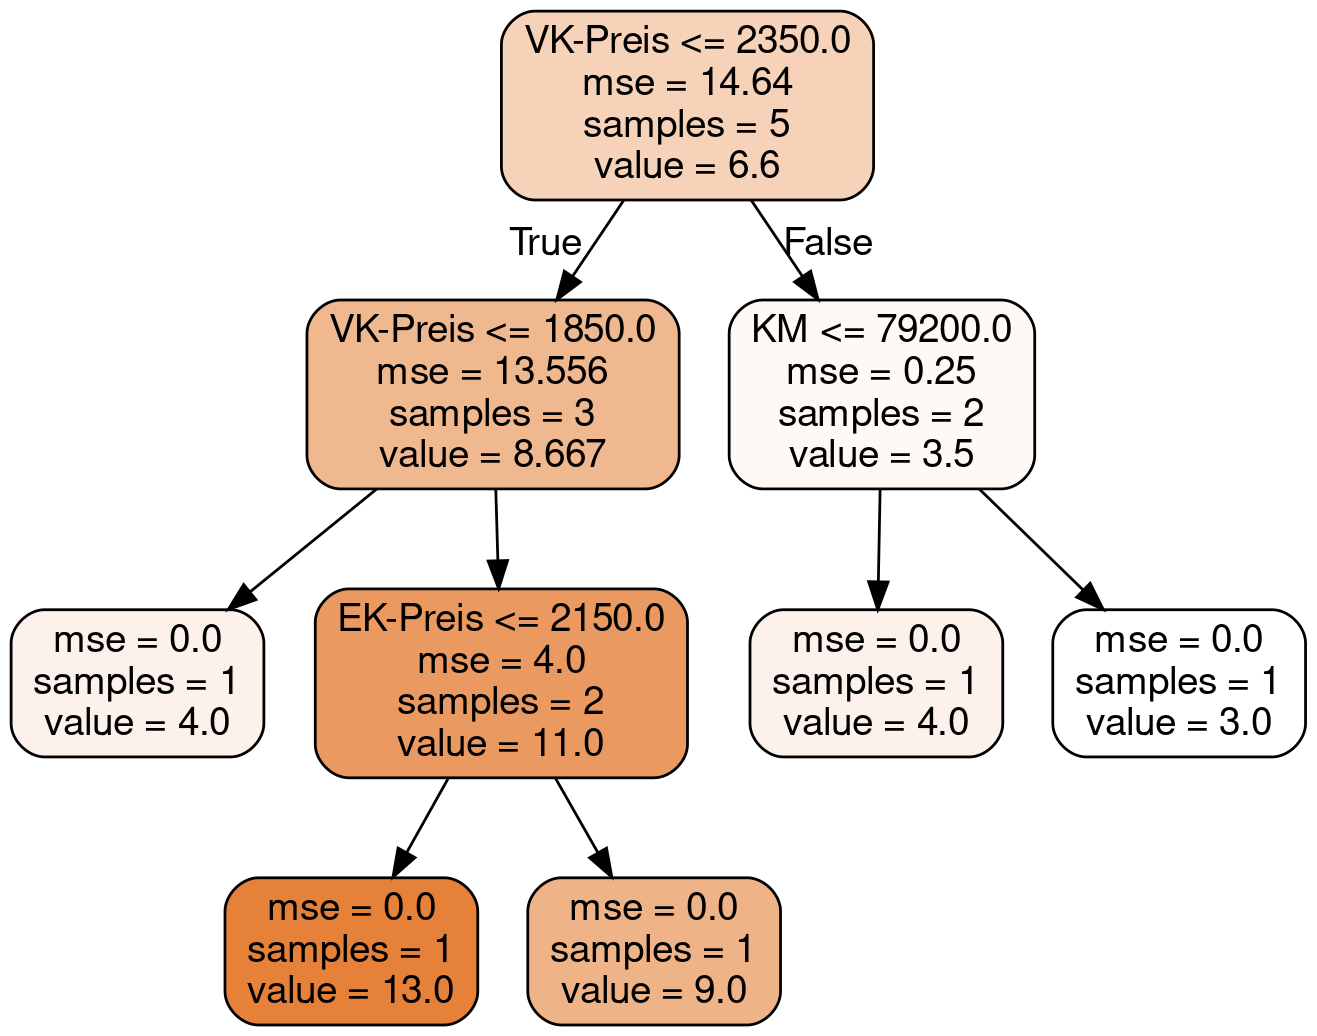 VK-Preis <= 2350.0
mse = 14.64
samples = 5
value = 6.6
True
False
VK-Preis <= 1850.0
mse = 13.556
samples = 3
value = 8.667
KM <= 79200.0
mse = 0.25
samples = 2
value = 3.5
mse = 0.0
samples = 1
value = 4.0
EK-Preis <= 2150.0
mse = 4.0
samples = 2
value = 11.0
mse = 0.0
samples = 1
value = 4.0
mse = 0.0
samples = 1
value = 3.0
mse = 0.0
samples = 1
value = 13.0
mse = 0.0
samples = 1
value = 9.0